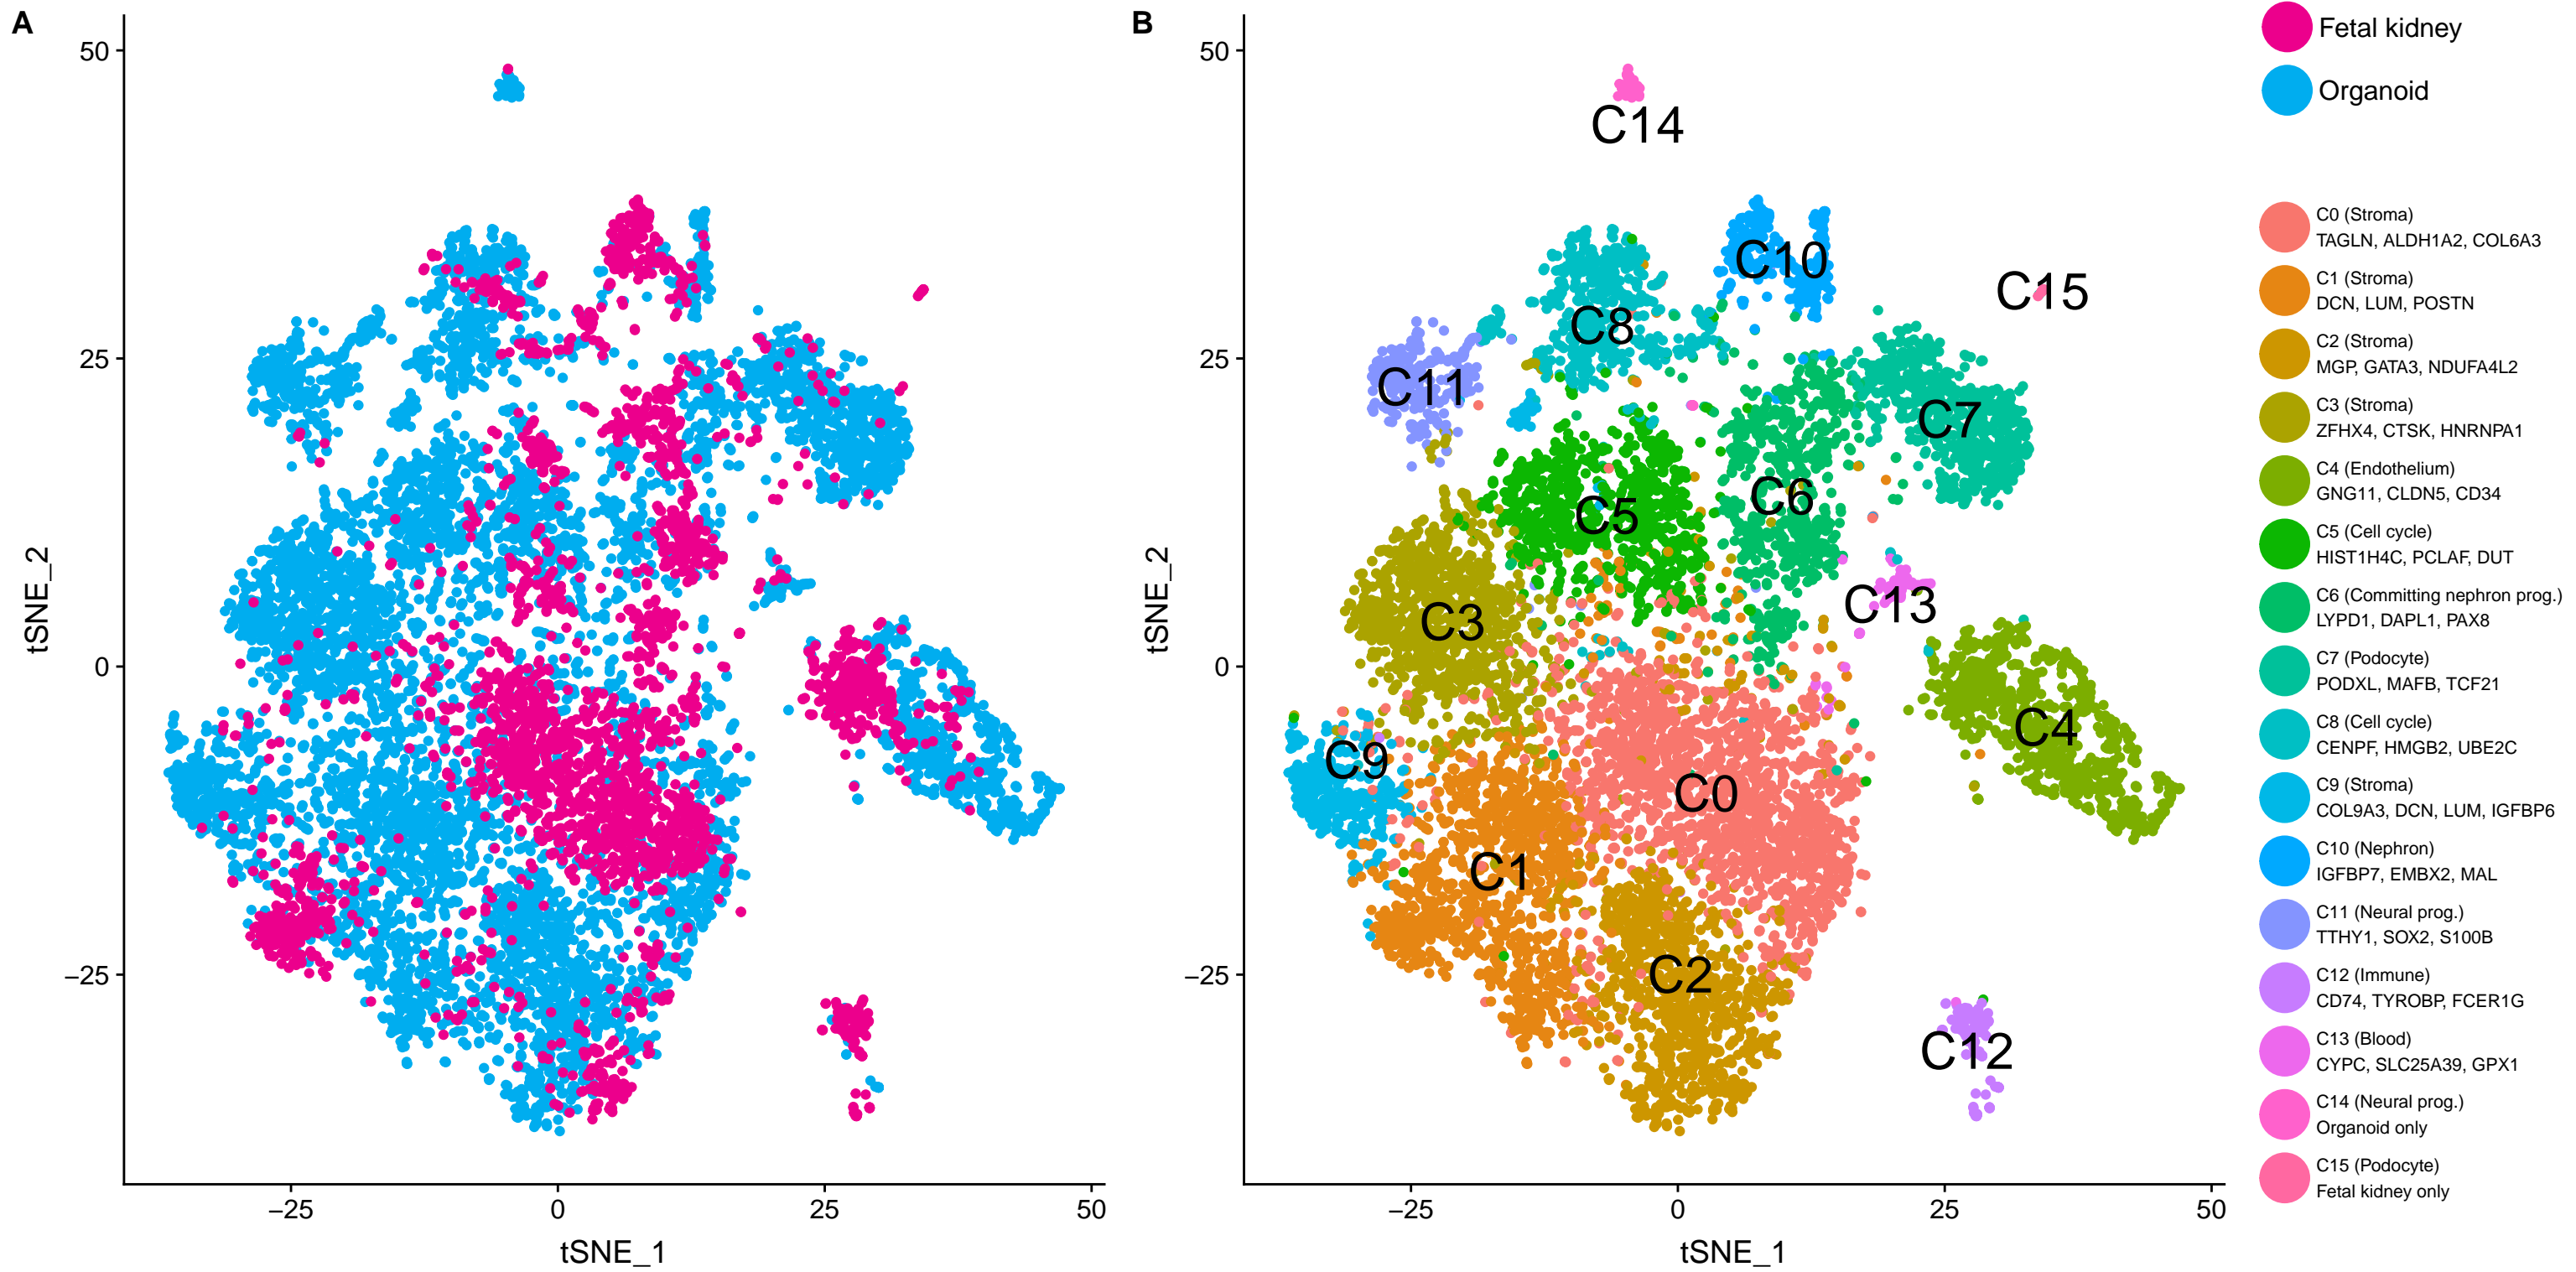 A
50
25
0
−25
−25
0
25
50
tSNE_1
tSNE_2
B
50
25
0
−25
−25
0
25
50
tSNE_1
tSNE_2
C14
C10
C15
C8
C11
C7
C5
C6
C13
C3
C4
C9
C0
C1
C2
C12
Fetal kidney
Organoid
C0 (Stroma)
TAGLN, ALDH1A2, COL6A3
C1 (Stroma)
DCN, LUM, POSTN
C2 (Stroma)
MGP, GATA3, NDUFA4L2
C3 (Stroma)
ZFHX4, CTSK, HNRNPA1
C4 (Endothelium)
GNG11, CLDN5, CD34
C5 (Cell cycle)
HIST1H4C, PCLAF, DUT
C6 (Committing nephron prog.)
LYPD1, DAPL1, PAX8
C7 (Podocyte)
PODXL, MAFB, TCF21
C8 (Cell cycle)
CENPF, HMGB2, UBE2C
C9 (Stroma)
COL9A3, DCN, LUM, IGFBP6
C10 (Nephron)
IGFBP7, EMBX2, MAL
C11 (Neural prog.)
TTHY1, SOX2, S100B
C12 (Immune)
CD74, TYROBP, FCER1G
C13 (Blood)
CYPC, SLC25A39, GPX1
C14 (Neural prog.)
Organoid only
C15 (Podocyte)
Fetal kidney only